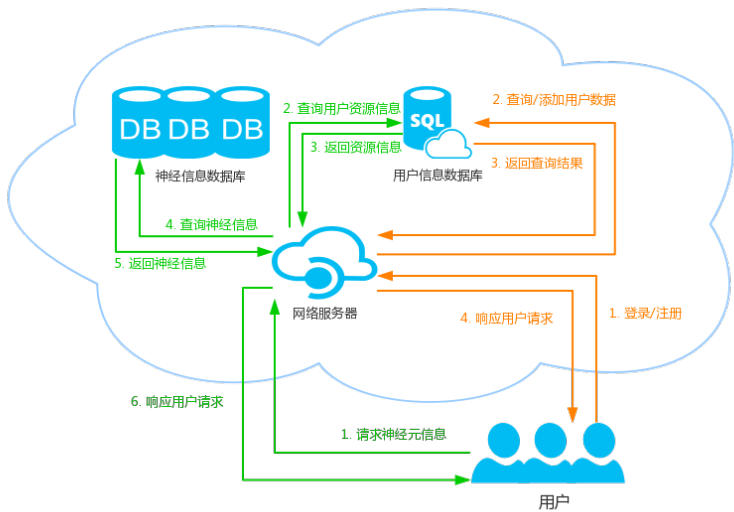 2. 查询用户资源信息
SQL
2. 查询/添加用户数据
DB DB DB
3. 返回资源信息
3. 返回查询结果
神经信息数据库
用户信息数据库
4. 查询神经信息
5. 返回神经信息
网络服务器
4. 响应用户请求
1. 登录/注册
6. 响应用户请求
1. 请求神经元信息
用户